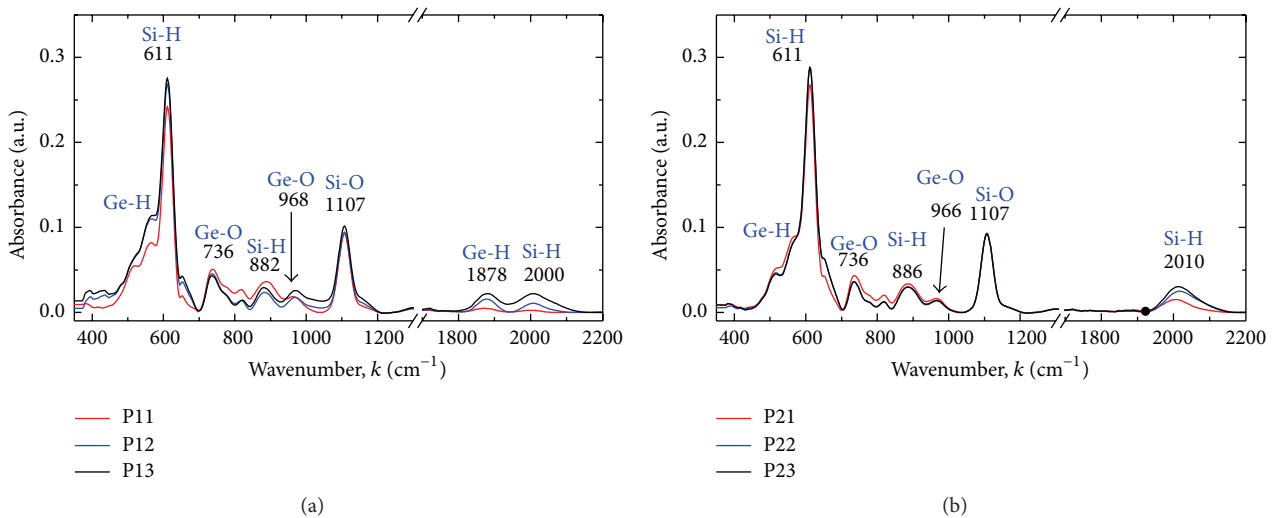 Si-H
611
Ge-H
Ge-O
736
Si-H
882
Ge-O
968
Si-O
1107
Ge-H
1878
Si-H
2000
Absorbance (a.u.)
0.3
0.2
0.1
0.0
400 600 800 1000 1200 1800 2000 2200
Wavenumber, k (cm−1)
P11
P12
P13
(a)
Si-H
611
Ge-H
Ge-O
736
Si-H
886
Ge-O
966
Si-O
1107
Si-H
2010
Absorbance (a.u.)
0.3
0.2
0.1
0.0
400 600 800 1000 1200 1800 2000 2200
Wavenumber, k (cm−1)
P21
P22
P23
(b)